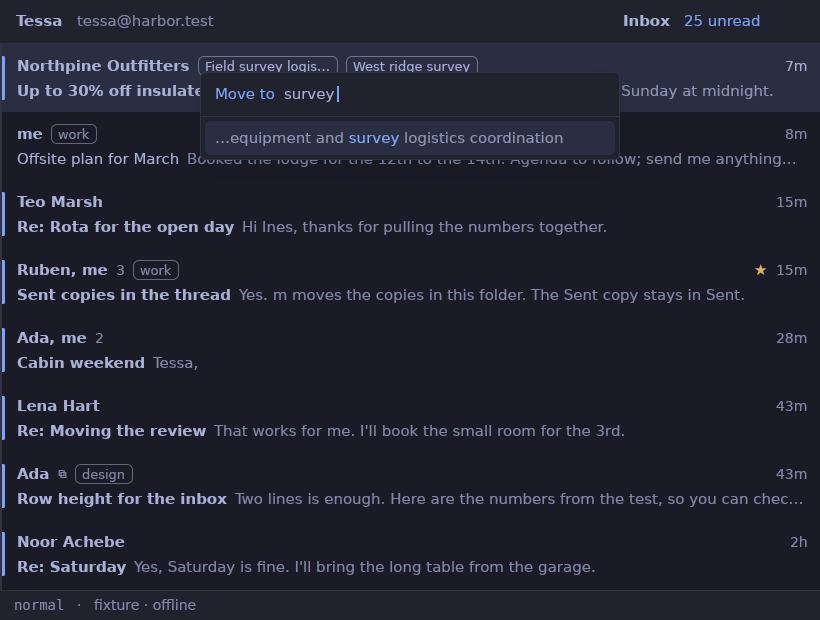 Tessa tessa@harbor.test Inbox 25 unread
Northpine Outfitters Field survey logis… West ridge survey 7m
Up to 30% off insulate Sunday at midnight.
Move to survey
…equipment and survey logistics coordination
me work 8m
Offsite plan for March Booked the lodge for the 12th to the 14th. Agenda to follow; send me anything…
Teo Marsh 15m
Re: Rota for the open day Hi Ines, thanks for pulling the numbers together.
Ruben, me 3 work ★ 15m
Sent copies in the thread Yes. m moves the copies in this folder. The Sent copy stays in Sent.
Ada, me 2 28m
Cabin weekend Tessa,
Lena Hart 43m
Re: Moving the review That works for me. I'll book the small room for the 3rd.
Ada design 43m
Row height for the inbox Two lines is enough. Here are the numbers from the test, so you can chec…
Noor Achebe 2h
Re: Saturday Yes, Saturday is fine. I'll bring the long table from the garage.
normal · fixture · offline